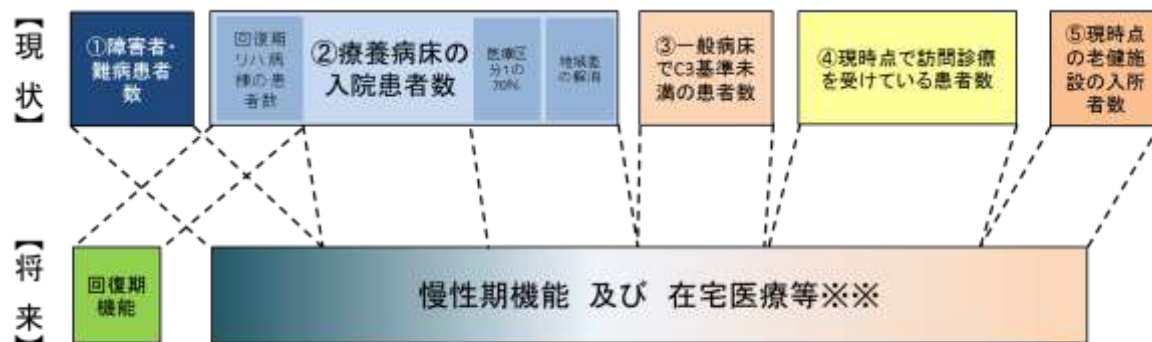 【現状】
①障害者・
難病患者
数
回復期
リハ病
棟の患
者数
②療養病床の
入院患者数
医療区
分1の
70%
地域差
の解消
③一般病床
でC3基準未
満の患者数
④現時点で訪問診療
を受けている患者数
⑤現時点
の老健施
設の入所
者数
【将来】
回復期
機能
慢性期機能 及び 在宅医療等※※